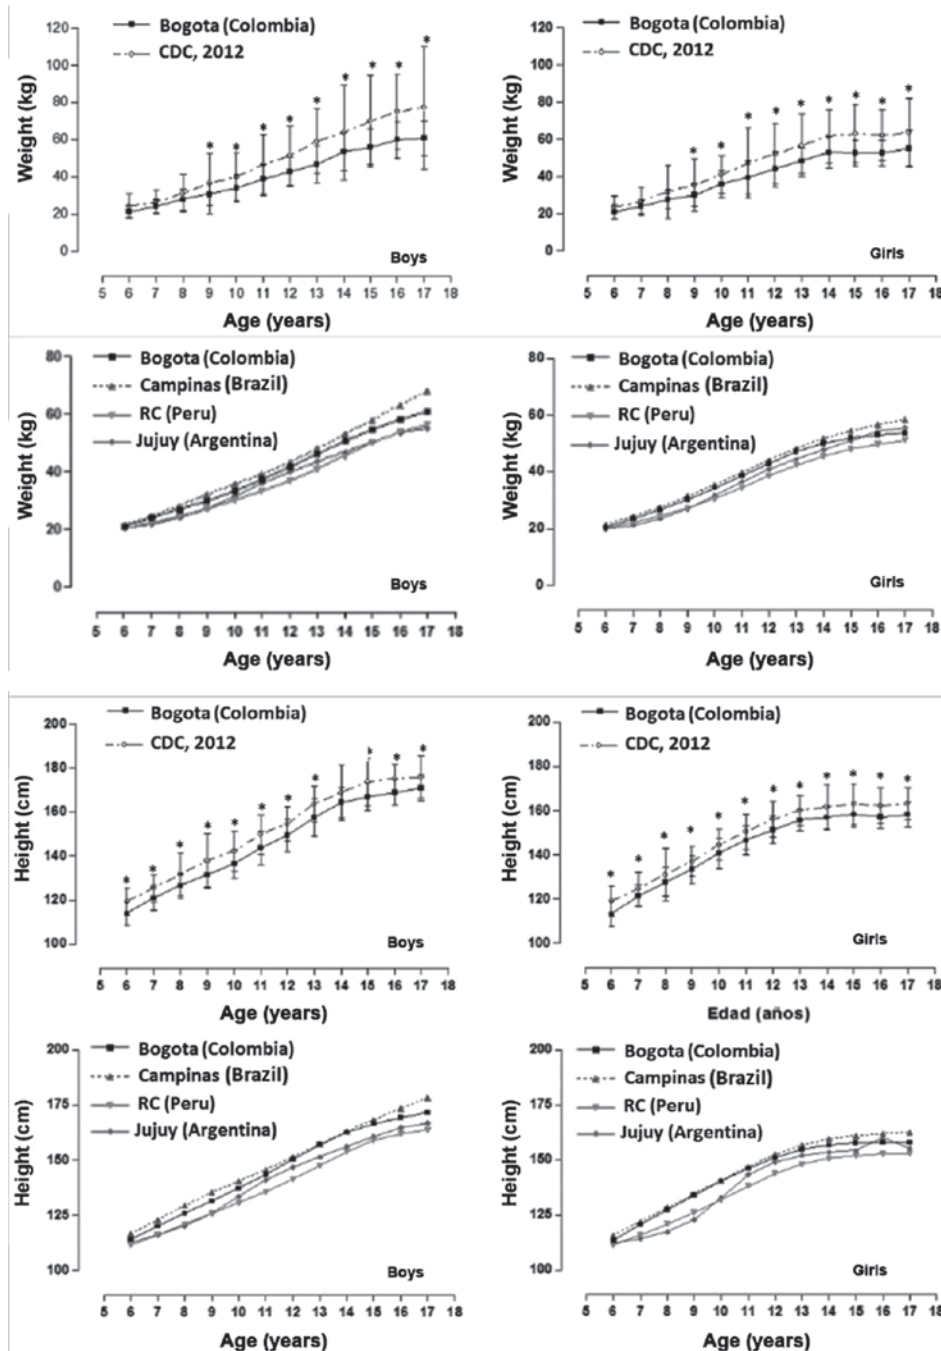 Bogota (Colombia)
CDC, 2012
Weight (kg)
120
100
80
60
40
20
0
* * * * * * * * *
Boys
5 6 7 8 9 10 11 12 13 14 15 16 17 18
Age (years)
Bogota (Colombia)
CDC, 2012
Weight (kg)
120
100
80
60
40
20
0
* * * * * * * * *
Girls
5 6 7 8 9 10 11 12 13 14 15 16 17 18
Age (years)
Bogota (Colombia)
Campinas (Brazil)
RC (Peru)
Jujuy (Argentina)
Weight (kg)
80
60
40
20
0
Boys
5 6 7 8 9 10 11 12 13 14 15 16 17 18
Age (years)
Bogota (Colombia)
Campinas (Brazil)
RC (Peru)
Jujuy (Argentina)
Weight (kg)
80
60
40
20
0
Girls
5 6 7 8 9 10 11 12 13 14 15 16 17 18
Age (years)
Bogota (Colombia)
CDC, 2012
Height (cm)
200
180
160
140
120
100
* * * * * * * * * * *
Boys
5 6 7 8 9 10 11 12 13 14 15 16 17 18
Age (years)
Bogota (Colombia)
CDC, 2012
Height (cm)
200
180
160
140
120
100
* * * * * * * * * * * *
Girls
5 6 7 8 9 10 11 12 13 14 15 16 17 18
Edad (años)
Bogota (Colombia)
Campinas (Brazil)
RC (Peru)
Jujuy (Argentina)
Height (cm)
200
175
150
125
100
Boys
5 6 7 8 9 10 11 12 13 14 15 16 17 18
Age (years)
Bogota (Colombia)
Campinas (Brazil)
RC (Peru)
Jujuy (Argentina)
Height (cm)
200
175
150
125
100
Girls
5 6 7 8 9 10 11 12 13 14 15 16 17 18
Age (years)